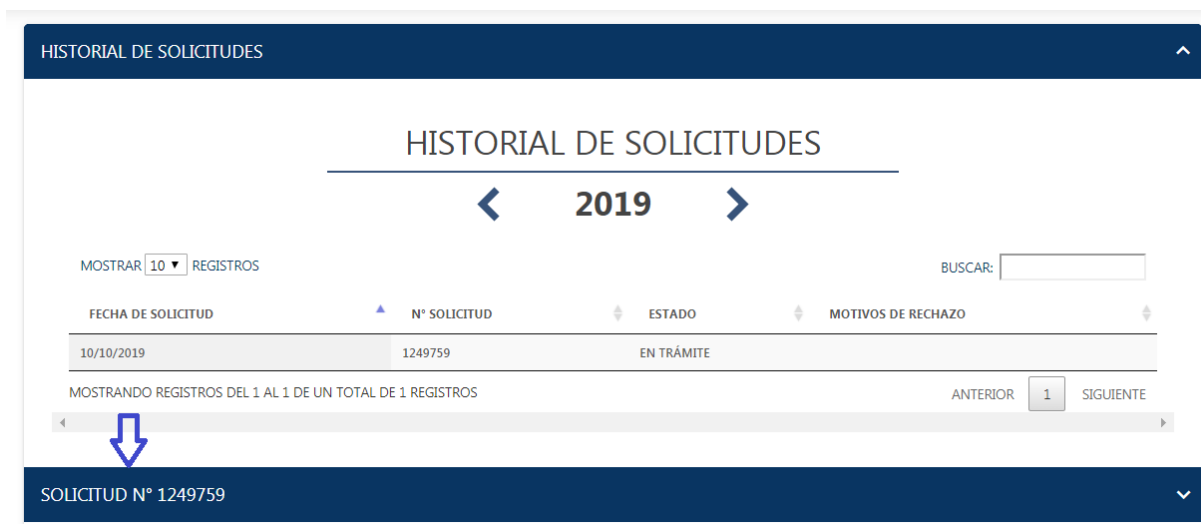 HISTORIAL DE SOLICITUDES
HISTORIAL DE SOLICITUDES
2019
MOSTRAR 10 REGISTROS BUSCAR:
FECHA DE SOLICITUD N° SOLICITUD ESTADO MOTIVOS DE RECHAZO
10/10/2019 1249759 EN TRÁMITE
MOSTRANDO REGISTROS DEL 1 AL 1 DE UN TOTAL DE 1 REGISTROS ANTERIOR 1 SIGUIENTE
SOLICITUD N° 1249759